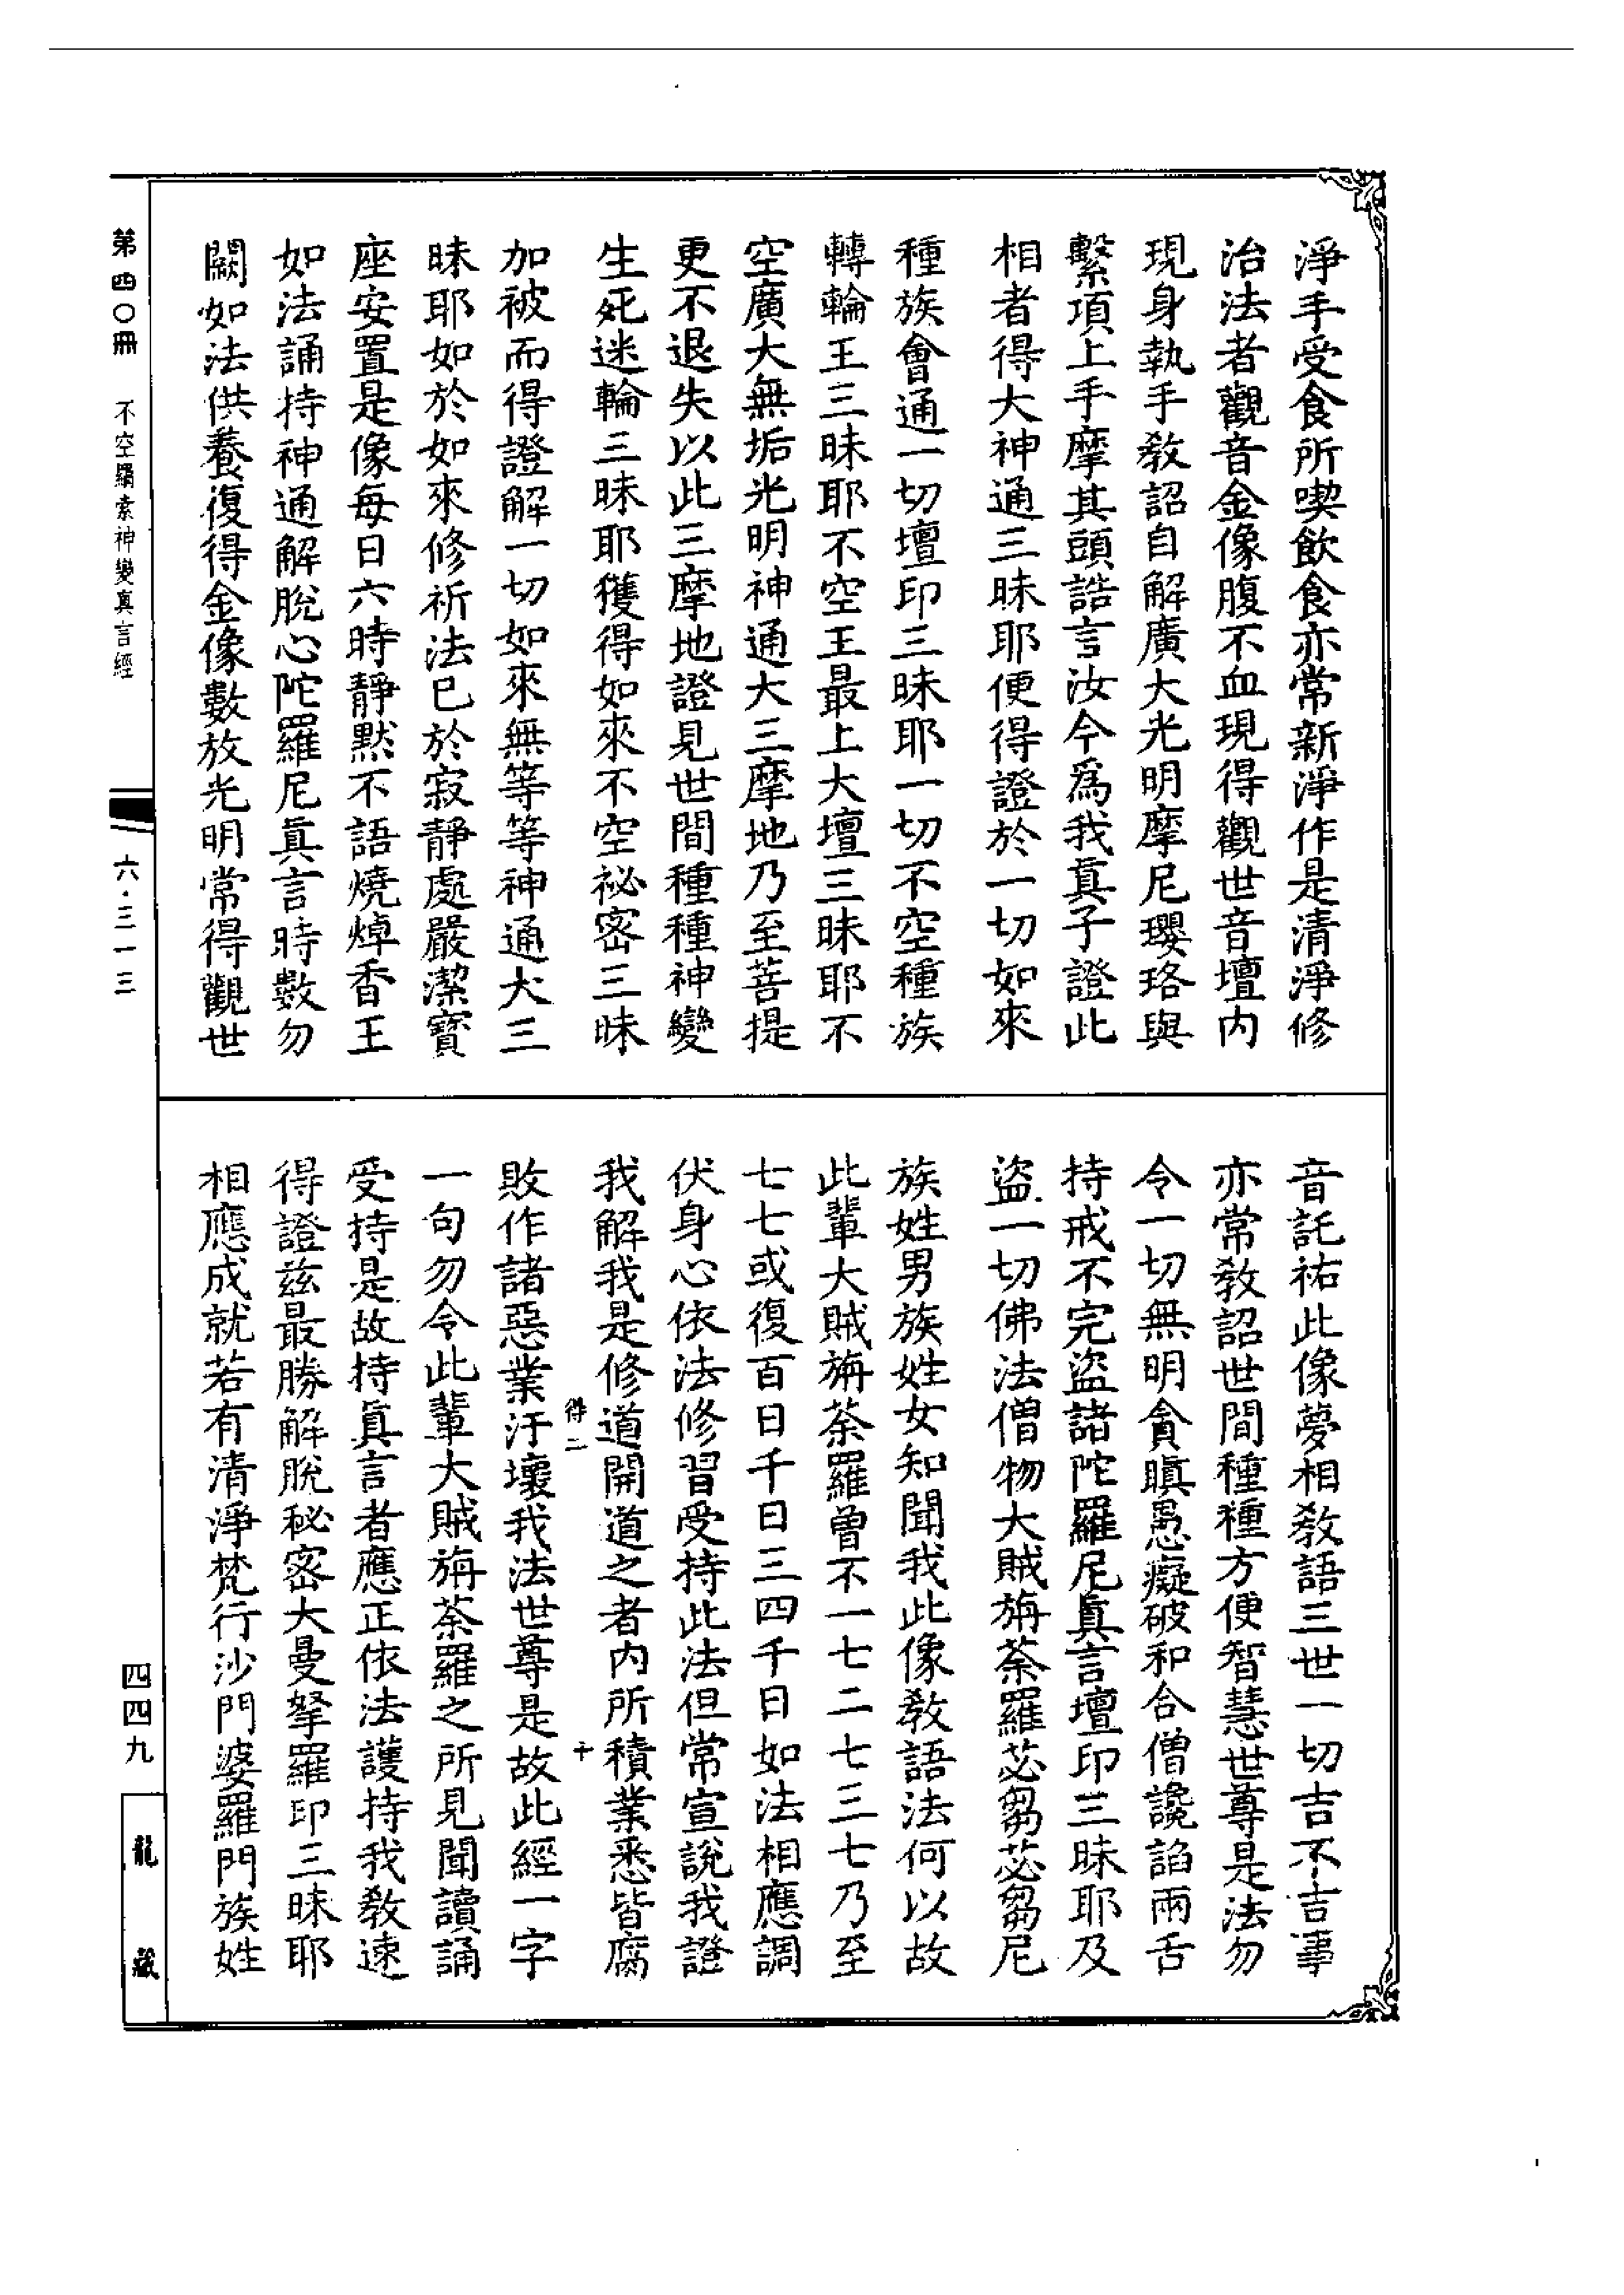 淨手受食所喫飲食亦常新淨作是清淨修
治法者觀音金像腹不血現得觀世音壇内
現身執手教詔自解廣大光明摩尼瓔珞與
繫項上手摩其頭誥言汝今爲我真子證此
相者得大神通三昧耶便得證於一切如來
種族會通一切壇印三昧耶一切不空種族
轉輪王三昧耶不空王最上大壇三昧耶不
空廣大無垢光明神通大三摩地乃至菩提
更不退失以此三摩地證見世間種種神變
生死迷輪三昧耶獲得如來不空祕密三昧
加被而得證解一切如來無等等神通大三
昧耶如於如來修祈法已於寂靜處嚴潔寶
座安置是像每日六時靜默不語燒焯香王
如法誦持神通解脫心陀羅尼眞言時數勿
闕如法供養復得金像數放光明常得觀世
音託祐此像夢相教語三世一切吉不吉事
亦常教詔世間種種方便智慧世尊是法勿
令一切無明貪瞋愚癡破和合僧讒諂兩舌
持戒不完盜諸陀羅尼眞言壇印三昧耶及
盜一切佛法僧物大賊旃荼羅苾芻苾芻尼
族姓男族姓女知聞我此像教語法何以故
此輩大賊旃荼羅曾不一七二七三七乃至
七七或復百日千日三四千日如法相應調
伏身心依法修習受持此法但常宣說我證
我解我是修道開道之者内所積業悉皆腐
得二
十
敗作諸惡業汙壞我法世尊是故此經一字
一句勿令此輩大賊旃荼羅之所見聞讀誦
受持是故持眞言者應正依法護持我教速
得證茲最勝解脫秘密大曼拏羅印三昧耶
相應成就若有清淨梵行沙門婆羅門族姓
第四〇冊
不空羂索神變真言經
六·三一三
四四九
龍藏